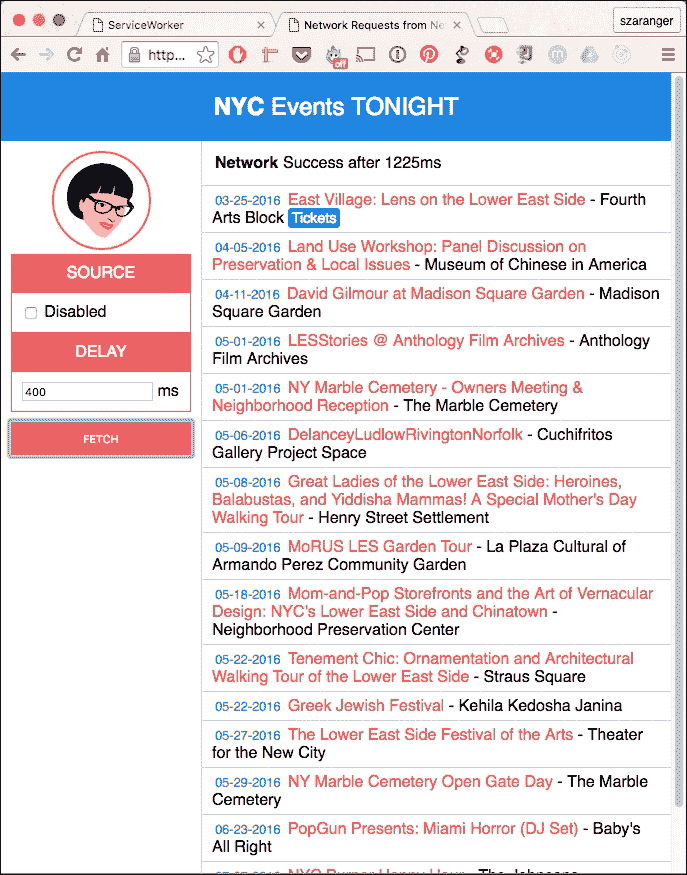 ServiceWorker
Network Requests from Ne
szaranger
http...
off
NYC Events TONIGHT
SOURCE
Disabled
DELAY
400 ms
FETCH
Network Success after 1225ms
03-25-2016 East Village: Lens on the Lower East Side - Fourth
Arts Block Tickets
04-05-2016 Land Use Workshop: Panel Discussion on
Preservation & Local Issues - Museum of Chinese in America
04-11-2016 David Gilmour at Madison Square Garden - Madison
Square Garden
05-01-2016 LESStories @ Anthology Film Archives - Anthology
Film Archives
05-01-2016 NY Marble Cemetery - Owners Meeting &
Neighborhood Reception - The Marble Cemetery
05-06-2016 DelanceyLudlowRivingtonNorfolk - Cuchifritos
Gallery Project Space
05-08-2016 Great Ladies of the Lower East Side: Heroines,
Balabustas, and Yiddisha Mammas! A Special Mother's Day
Walking Tour - Henry Street Settlement
05-09-2016 MoRUS LES Garden Tour - La Plaza Cultural of
Armando Perez Community Garden
05-18-2016 Mom-and-Pop Storefronts and the Art of Vernacular
Design: NYC's Lower East Side and Chinatown -
Neighborhood Preservation Center
05-22-2016 Tenement Chic: Ornamentation and Architectural
Walking Tour of the Lower East Side - Straus Square
05-22-2016 Greek Jewish Festival - Kehila Kedosha Janina
05-27-2016 The Lower East Side Festival of the Arts - Theater
for the New City
05-29-2016 NY Marble Cemetery Open Gate Day - The Marble
Cemetery
06-23-2016 PopGun Presents: Miami Horror (DJ Set) - Baby's
All Right